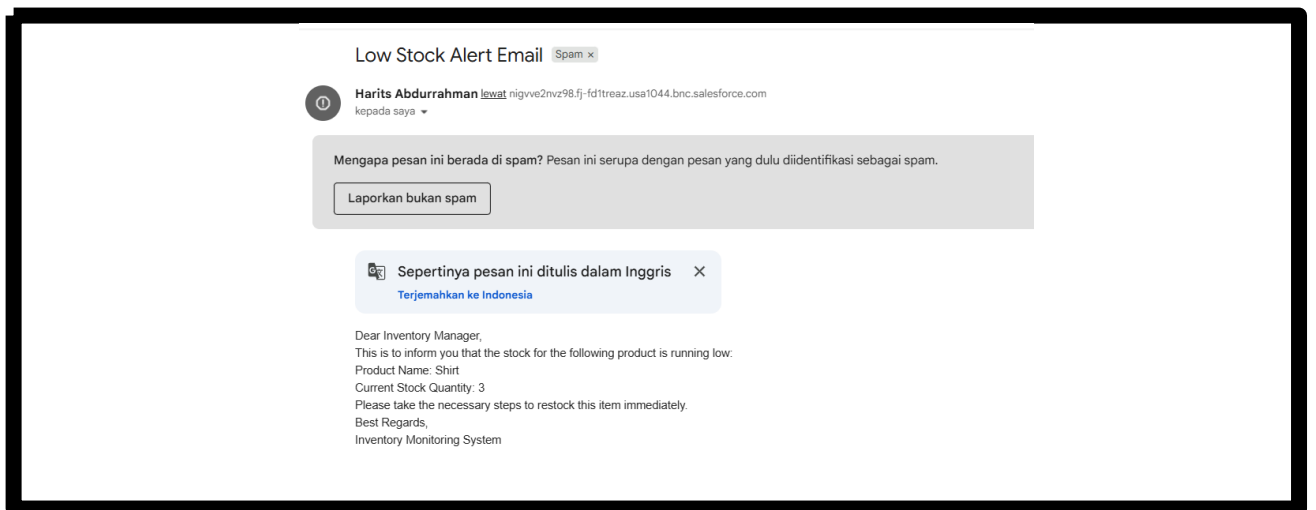 Low Stock Alert Email Spam ×
Harits Abdurrahman lewat nigvve2nvz98.fj-fd1treaz.usa1044.bnc.salesforce.com
kepada saya
Mengapa pesan ini berada di spam? Pesan ini serupa dengan pesan yang dulu diidentifikasi sebagai spam.
Laporkan bukan spam
Sepertinya pesan ini ditulis dalam Inggris
Terjemahkan ke Indonesia
Dear Inventory Manager,
This is to inform you that the stock for the following product is running low:
Product Name: Shirt
Current Stock Quantity: 3
Please take the necessary steps to restock this item immediately.
Best Regards,
Inventory Monitoring System